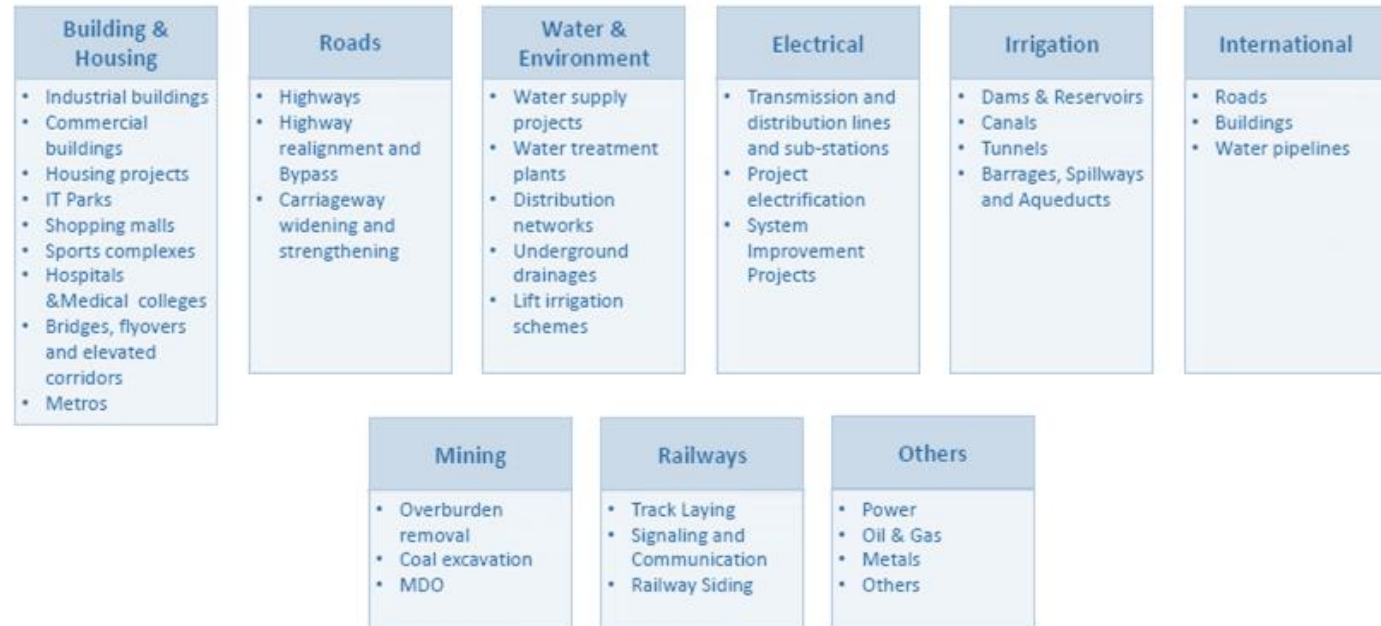 Building &
Housing
• Industrial buildings
• Commercial
buildings
• Housing projects
• IT Parks
• Shopping malls
• Sports complexes
• Hospitals
&Medical colleges
• Bridges, flyovers
and elevated
corridors
• Metros
Roads
• Highways
• Highway
realignment and
Bypass
• Carriageway
widening and
strengthening
Water &
Environment
• Water supply
projects
• Water treatment
plants
• Distribution
networks
• Underground
drainages
• Lift irrigation
schemes
Electrical
• Transmission and
distribution lines
and sub-stations
• Project
electrification
• System
Improvement
Projects
Irrigation
• Dams & Reservoirs
• Canals
• Tunnels
• Barrages, Spillways
and Aqueducts
International
• Roads
• Buildings
• Water pipelines
Mining
• Overburden
removal
• Coal excavation
• MDO
Railways
• Track Laying
• Signaling and
Communication
• Railway Siding
Others
• Power
• Oil & Gas
• Metals
• Others